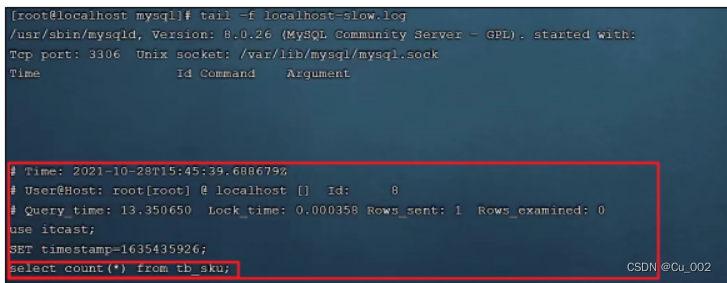 [root@localhost mysql]# tail -f localhost-slow.log
/usr/sbin/mysqld, Version: 8.0.26 (MySQL Community Server - GPL). started with:
Tcp port: 3306  Unix socket: /var/lib/mysql/mysql.sock
Time                 Id Command    Argument
# Time: 2021-10-28T15:45:39.688679Z
# User@Host: root[root] @ localhost []  Id:     8
# Query_time: 13.350650  Lock_time: 0.000358 Rows_sent: 1  Rows_examined: 0
use itcast;
SET timestamp=1635435926;
select count(*) from tb_sku;
CSDN @Cu_OO2